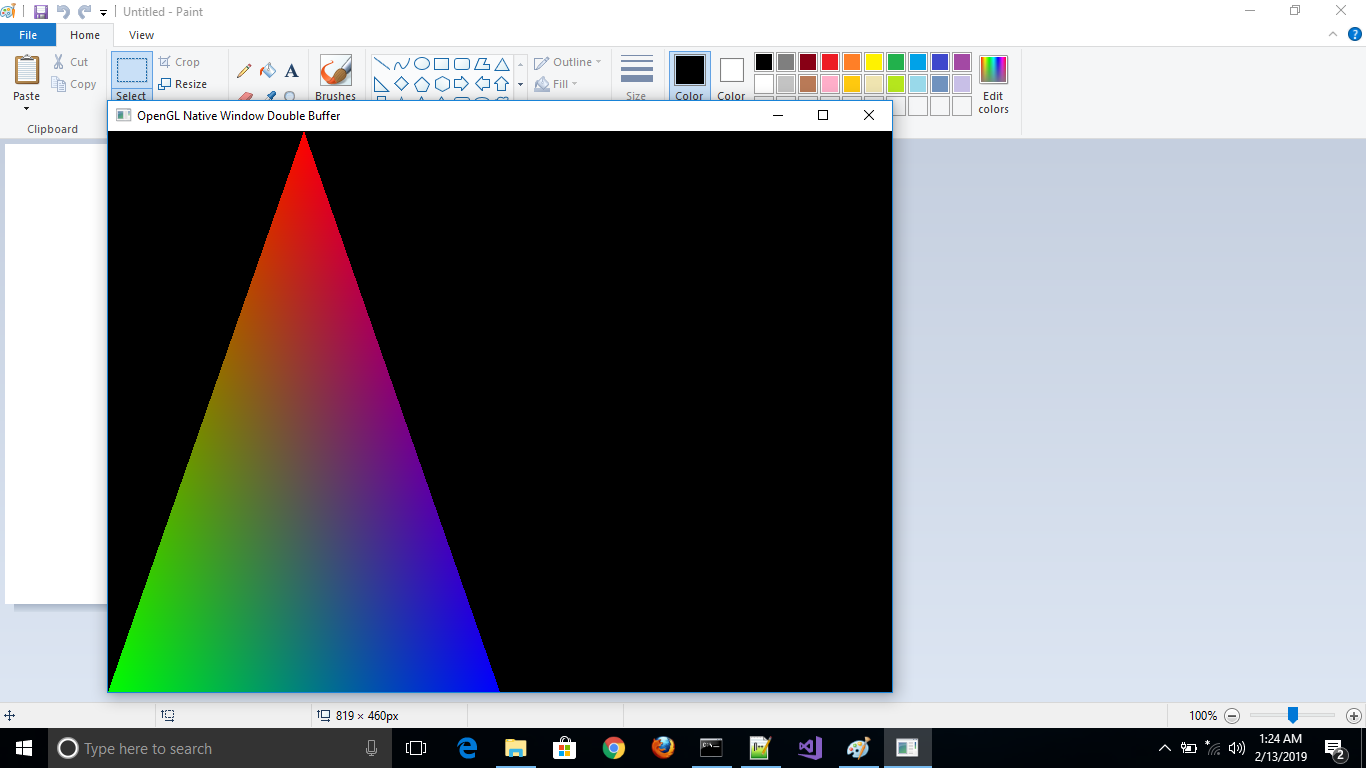 Untitled - Paint
File Home View
Paste
Cut
Copy
Clipboard
Select
Crop
Resize
A
Brushes
Outline
Fill
Size
Color
Color
Edit
colors
OpenGL Native Window Double Buffer
819 × 460px
100%
Type here to search
1:24 AM
2/13/2019
2